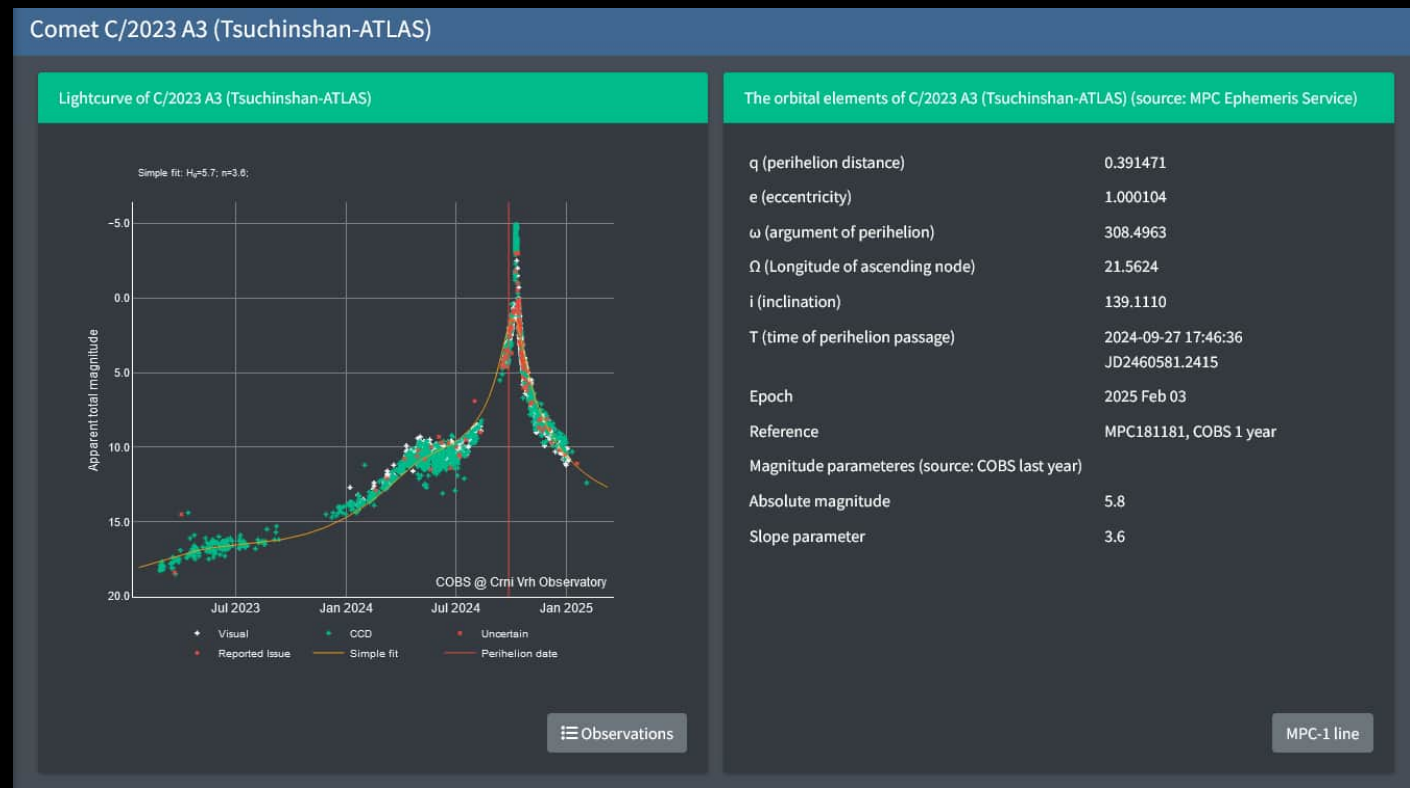 Comet C/2023 A3 (Tsuchinshan-ATLAS)
Lightcurve of C/2023 A3 (Tsuchinshan-ATLAS)
Simple fit: H₀=5.7; n=3.6;
Apparent total magnitude
−5.0
0.0
5.0
10.0
15.0
20.0
COBS @ Crni Vrh Observatory
Jul 2023 Jan 2024 Jul 2024 Jan 2025
Visual CCD Uncertain
Reported Issue Simple fit Perihelion date
Observations
The orbital elements of C/2023 A3 (Tsuchinshan-ATLAS) (source: MPC Ephemeris Service)
q (perihelion distance) 0.391471
e (eccentricity) 1.000104
ω (argument of perihelion) 308.4963
Ω (Longitude of ascending node) 21.5624
i (inclination) 139.1110
T (time of perihelion passage) 2024-09-27 17:46:36
JD2460581.2415
Epoch 2025 Feb 03
Reference MPC181181, COBS 1 year
Magnitude parameteres (source: COBS last year)
Absolute magnitude 5.8
Slope parameter 3.6
MPC-1 line